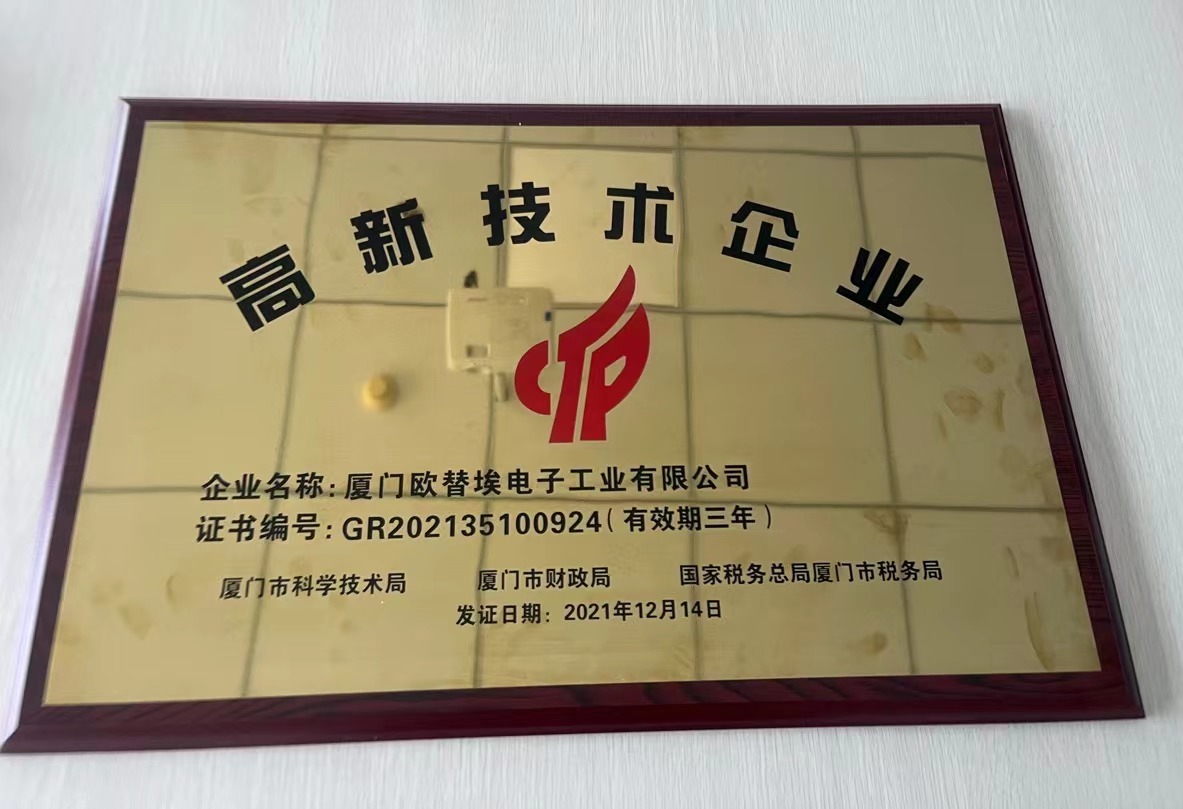 高新技术企业
CTP
企业名称:厦门欧替埃电子工业有限公司
证书编号:GR202135100924(有效期三年)
厦门市科学技术局 厦门市财政局 国家税务总局厦门市税务局
发证日期: 2021年12月14日